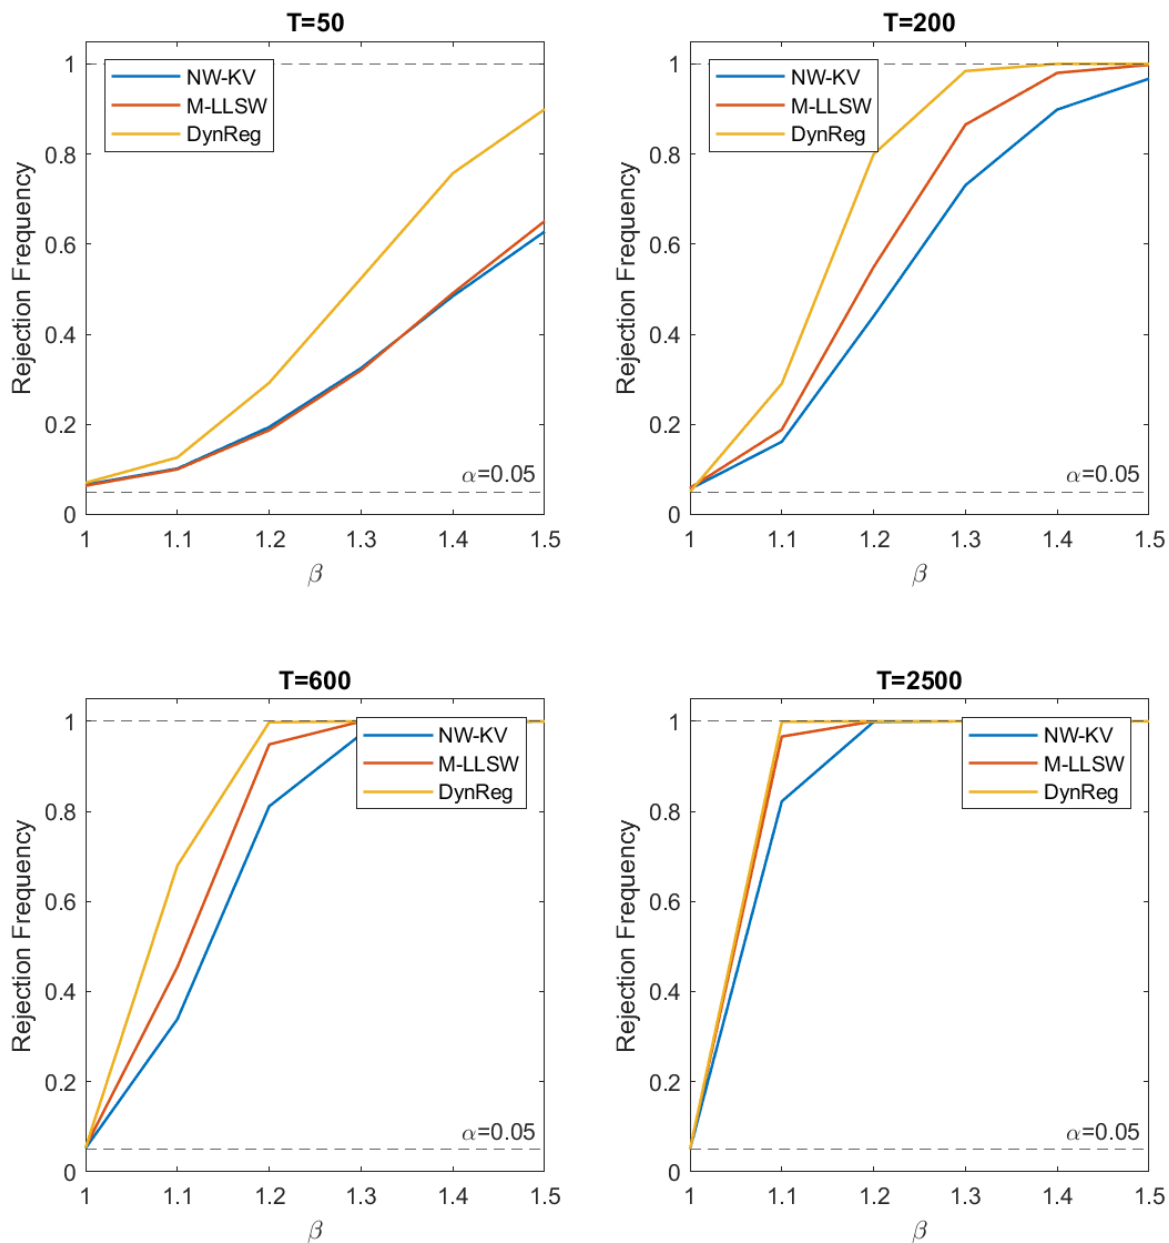 T=50
1
0.8
0.6
0.4
0.2
0
Rejection Frequency
NW-KV
M-LLSW
DynReg
α=0.05
1 1.1 1.2 1.3 1.4 1.5
β
T=200
1
0.8
0.6
0.4
0.2
0
Rejection Frequency
NW-KV
M-LLSW
DynReg
α=0.05
1 1.1 1.2 1.3 1.4 1.5
β
T=600
1
0.8
0.6
0.4
0.2
0
Rejection Frequency
NW-KV
M-LLSW
DynReg
α=0.05
1 1.1 1.2 1.3 1.4 1.5
β
T=2500
1
0.8
0.6
0.4
0.2
0
Rejection Frequency
NW-KV
M-LLSW
DynReg
α=0.05
1 1.1 1.2 1.3 1.4 1.5
β